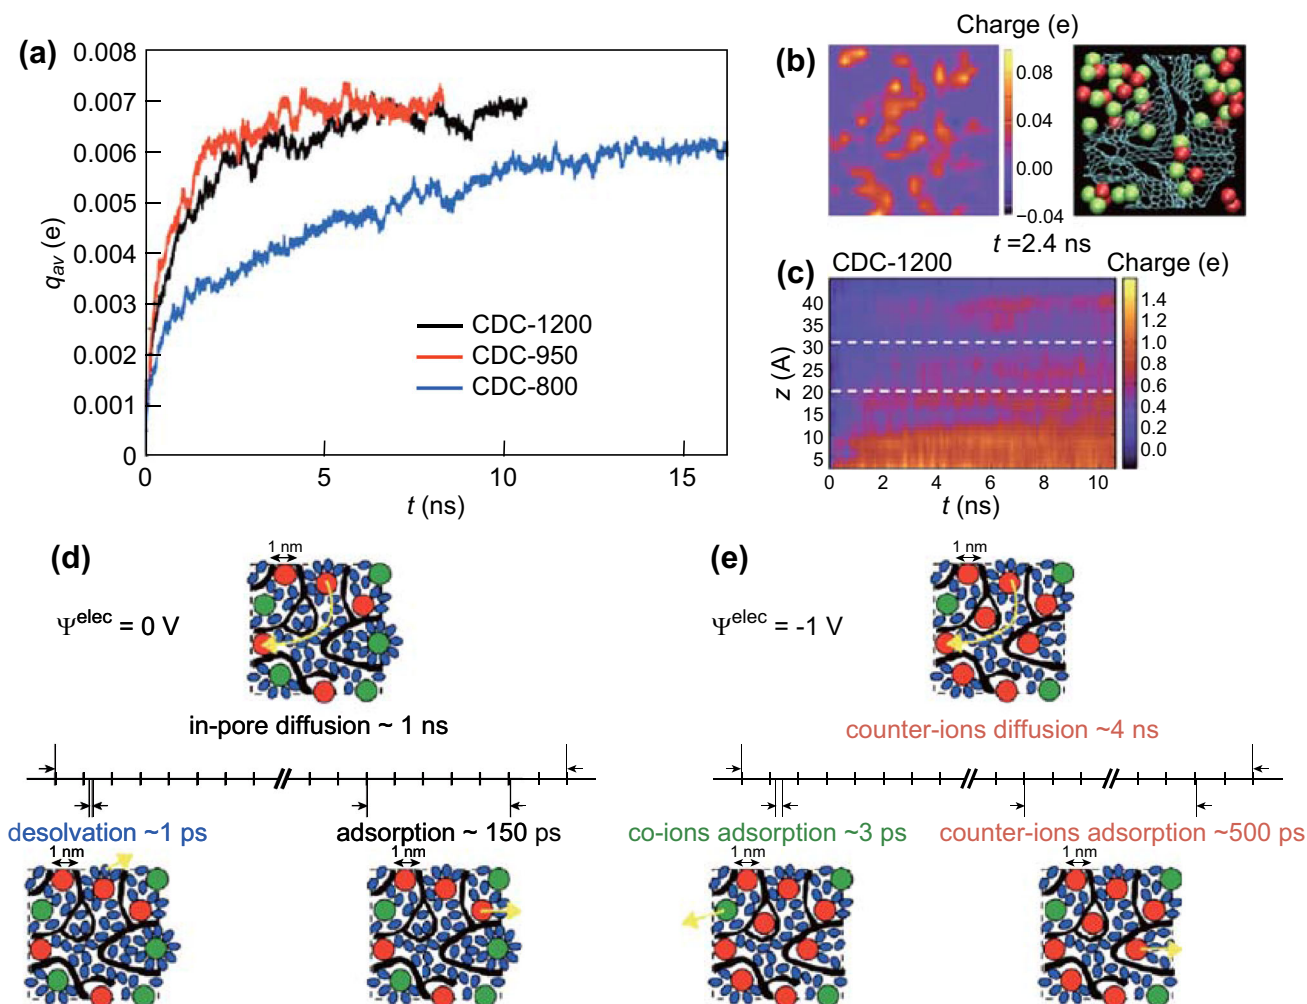 (a)
0.008
0.007
0.006
0.005
0.004
0.003
0.002
0.001
0
q_av (e)
0 5 10 15
t (ns)
CDC-1200
CDC-950
CDC-800
(b)
Charge (e)
0.08
0.04
0.00
−0.04
t =2.4 ns
(c)
CDC-1200
Charge (e)
40
35
30
25
20
15
10
5
z (A)
0 2 4 6 8 10
t (ns)
1.4
1.2
1.0
0.8
0.6
0.4
0.2
0.0
(d)
1 nm
Ψ^elec = 0 V
in-pore diffusion ~ 1 ns
desolvation ~1 ps
adsorption ~ 150 ps
1 nm
1 nm
(e)
1 nm
Ψ^elec = -1 V
counter-ions diffusion ~4 ns
co-ions adsorption ~3 ps
counter-ions adsorption ~500 ps
1 nm
1 nm